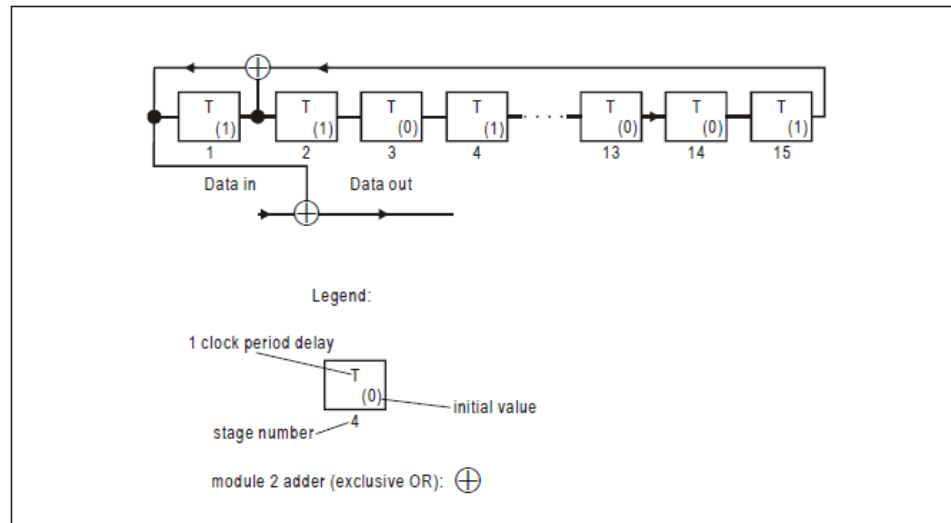 T T T T T T T
(1) (1) (0) (1) (0) (0) (1)
1 2 3 4 13 14 15
Data in Data out
Legend:
1 clock period delay
T
(0)
initial value
4
stage number
module 2 adder (exclusive OR):